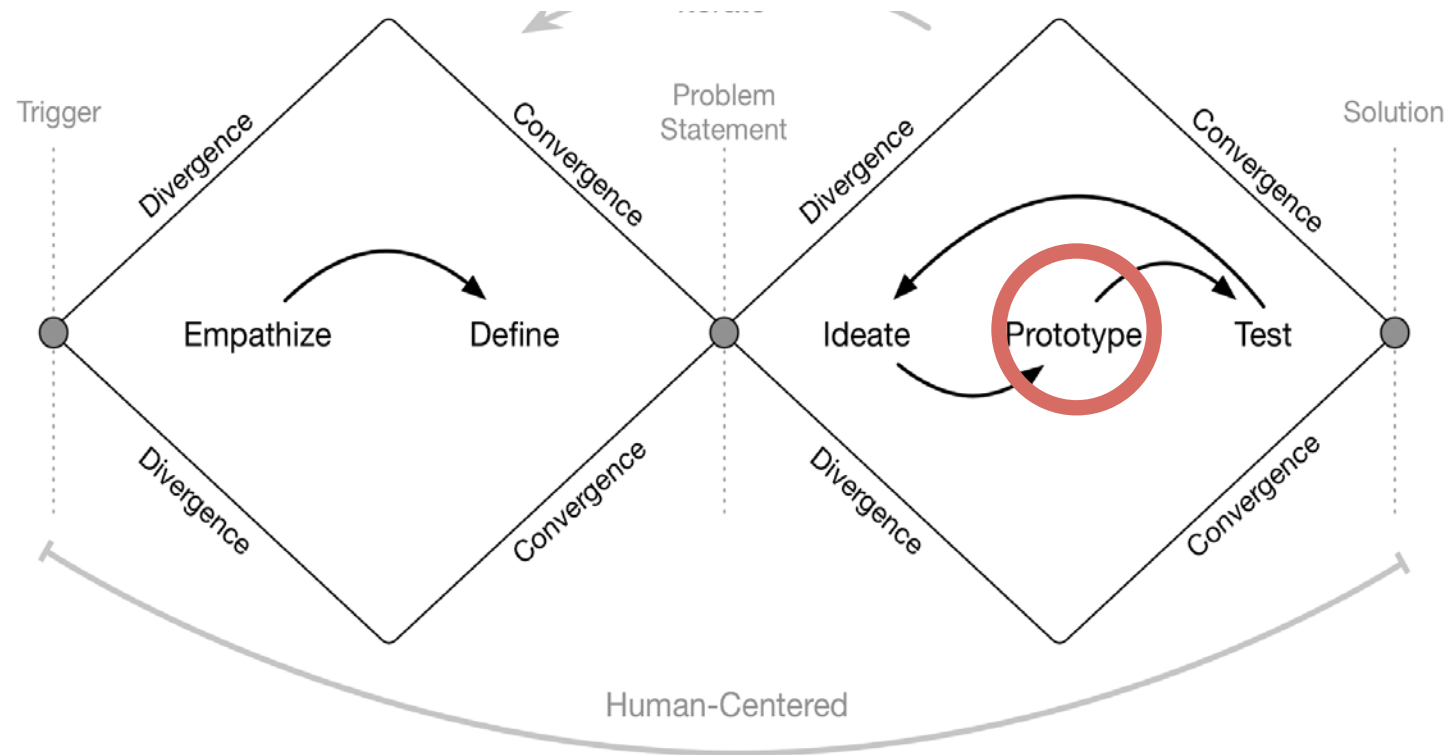 Trigger
Divergence
Convergence
Problem
Statement
Divergence
Convergence
Solution
Empathize
Define
Ideate
Prototype
Test
Divergence
Convergence
Divergence
Convergence
Human-Centered